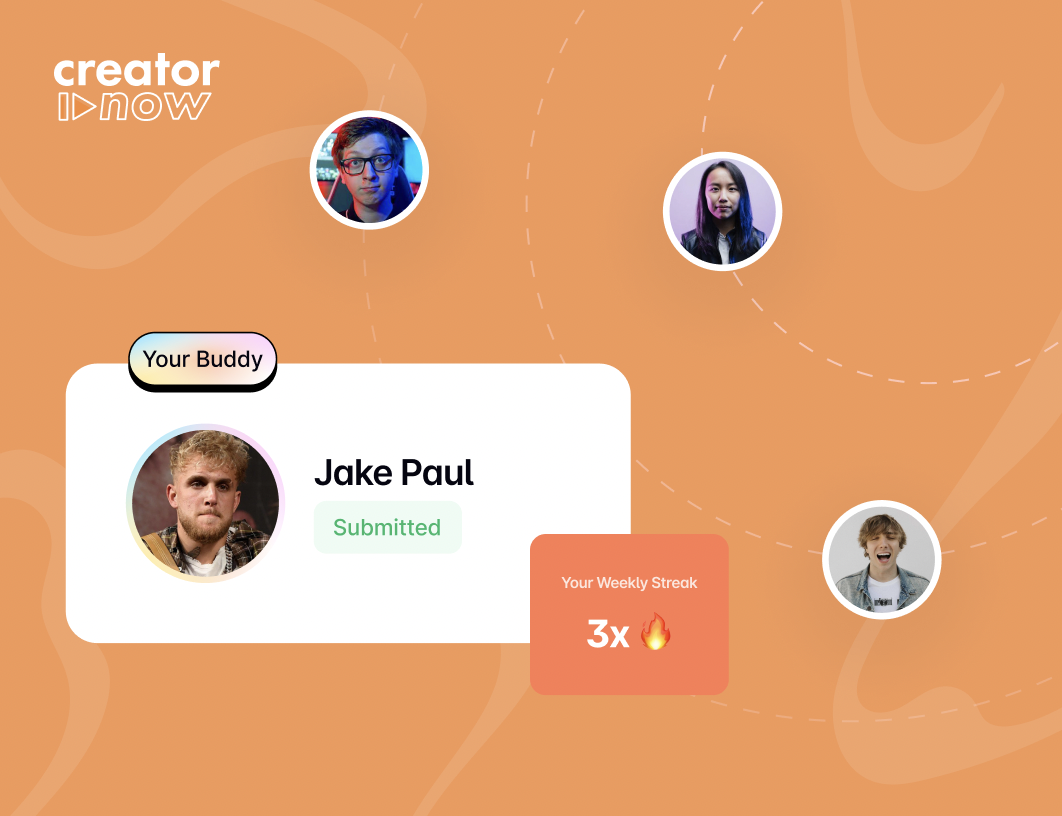 creator
now
Your Buddy
Jake Paul
Submitted
Your Weekly Streak
3x 🔥